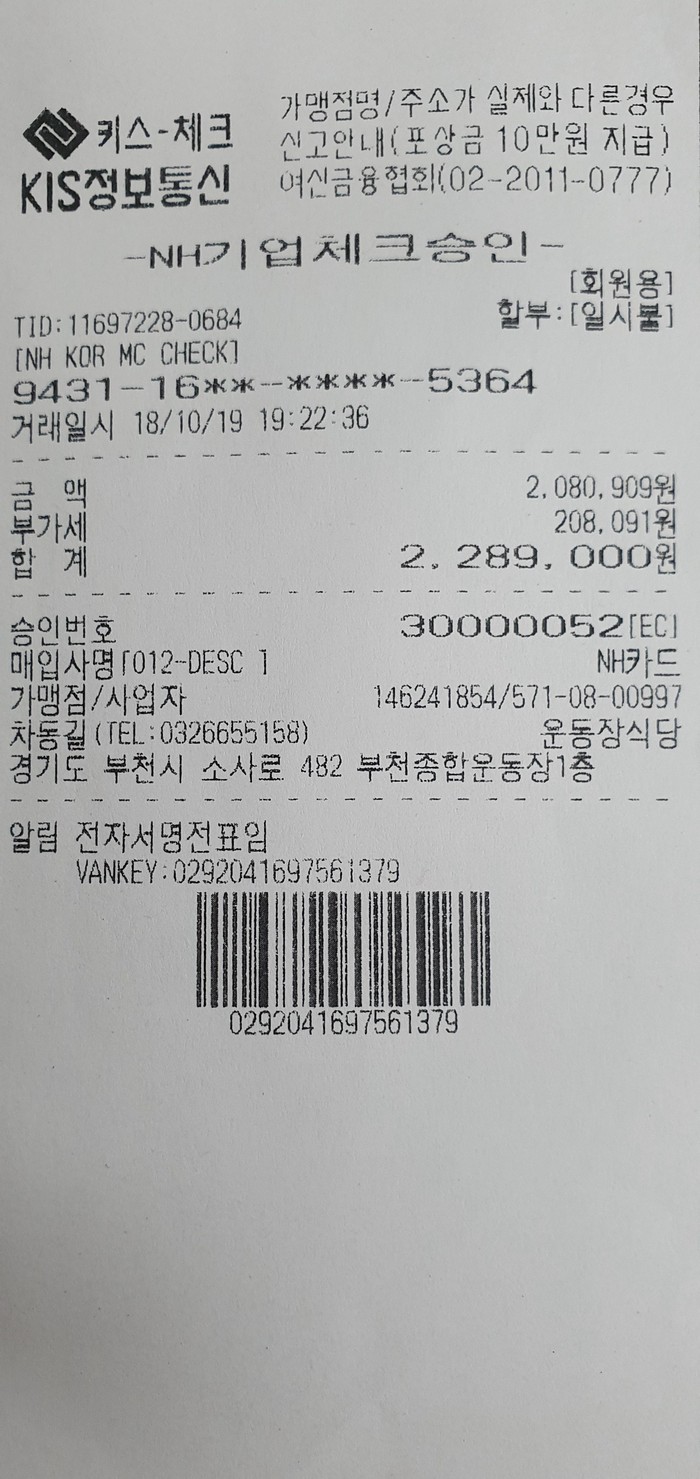 키스-체크
KIS정보통신
가맹점명/주소가 실제와 다른경우
신고안내(포상금 10만원 지급)
여신금융협회(02-2011-0777)
-NH기업체크승인-
[회원용]
TID:11697228-0684 할부:[일시불]
[NH KOR MC CHECK]
9431-16**-****-5364
거래일시 18/10/19 19:22:36
금 액 2,080,909원
부가세 208,091원
합 계 2,289,000원
승인번호 30000052[EC]
매입사명[012-DESC ] NH카드
가맹점/사업자 146241854/571-08-00997
차동길(TEL:0326655158) 운동장식당
경기도 부천시 소사로 482 부천종합운동장1층
알림 전자서명전표임
VANKEY:0292041697561379
0292041697561379